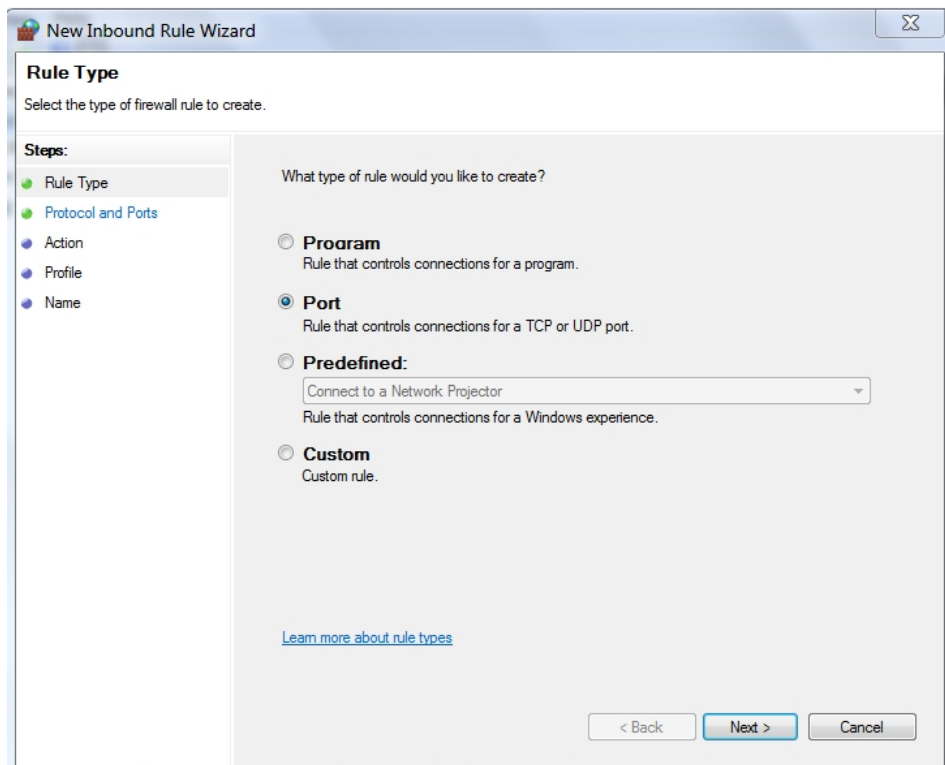 New Inbound Rule Wizard
Rule Type
Select the type of firewall rule to create.
Steps:
Rule Type
Protocol and Ports
Action
Profile
Name
What type of rule would you like to create?
Program
Rule that controls connections for a program.
Port
Rule that controls connections for a TCP or UDP port.
Predefined:
Connect to a Network Projector
Rule that controls connections for a Windows experience.
Custom
Custom rule.
Learn more about rule types
< Back Next > Cancel